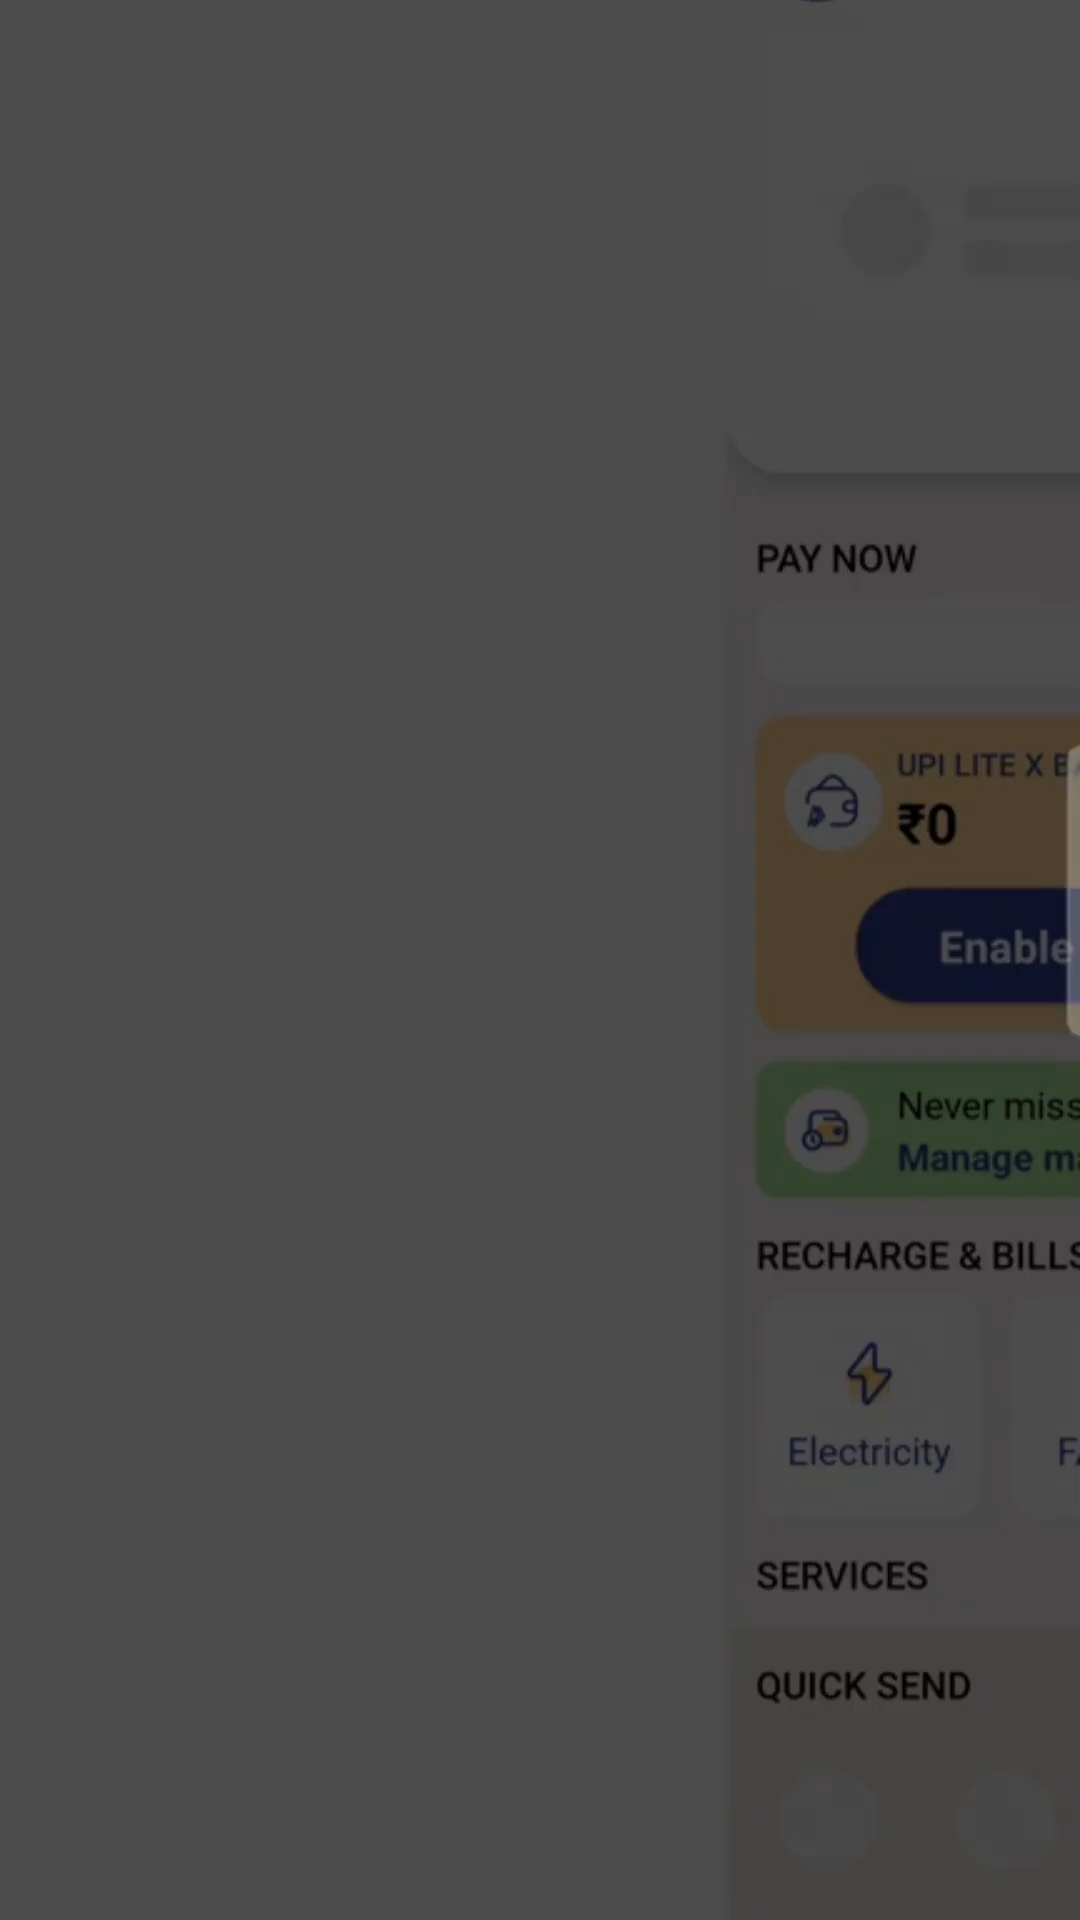 PAY NOW
UPI LITE X
₹0
Enable
Never miss
Manage
RECHARGE & BILLS
Electricity
SERVICES
QUICK SEND